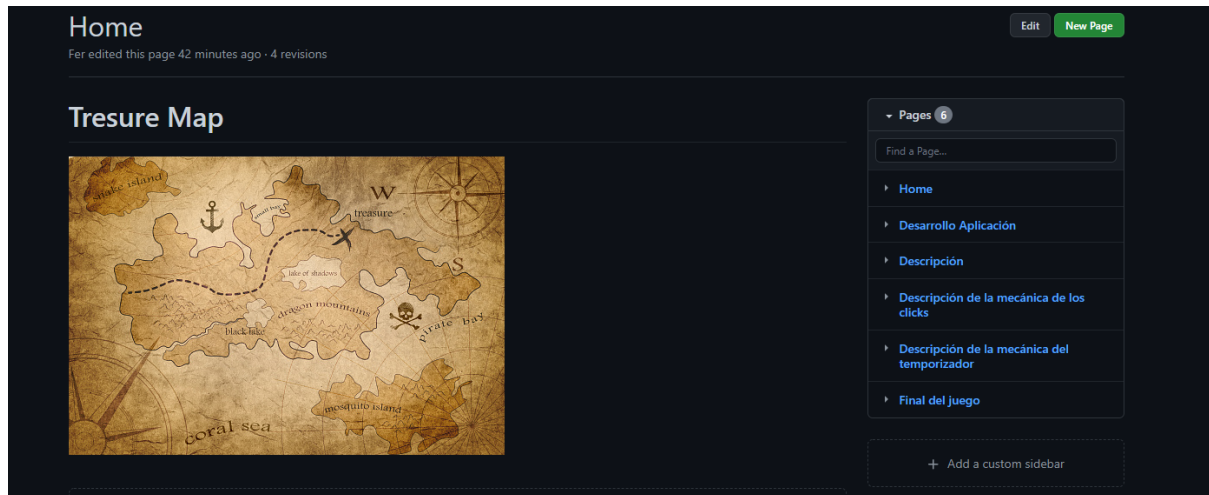 Home
Edit
New Page
Fer edited this page 42 minutes ago · 4 revisions
Tresure Map
snake island
small bay
W
treasure
S
lake of shadows
dragon mountains
black lake
pirate bay
mosquito island
coral sea
Pages 6
Find a Page...
Home
Desarrollo Aplicación
Descripción
Descripción de la mecánica de los
clicks
Descripción de la mecánica del
temporizador
Final del juego
+ Add a custom sidebar